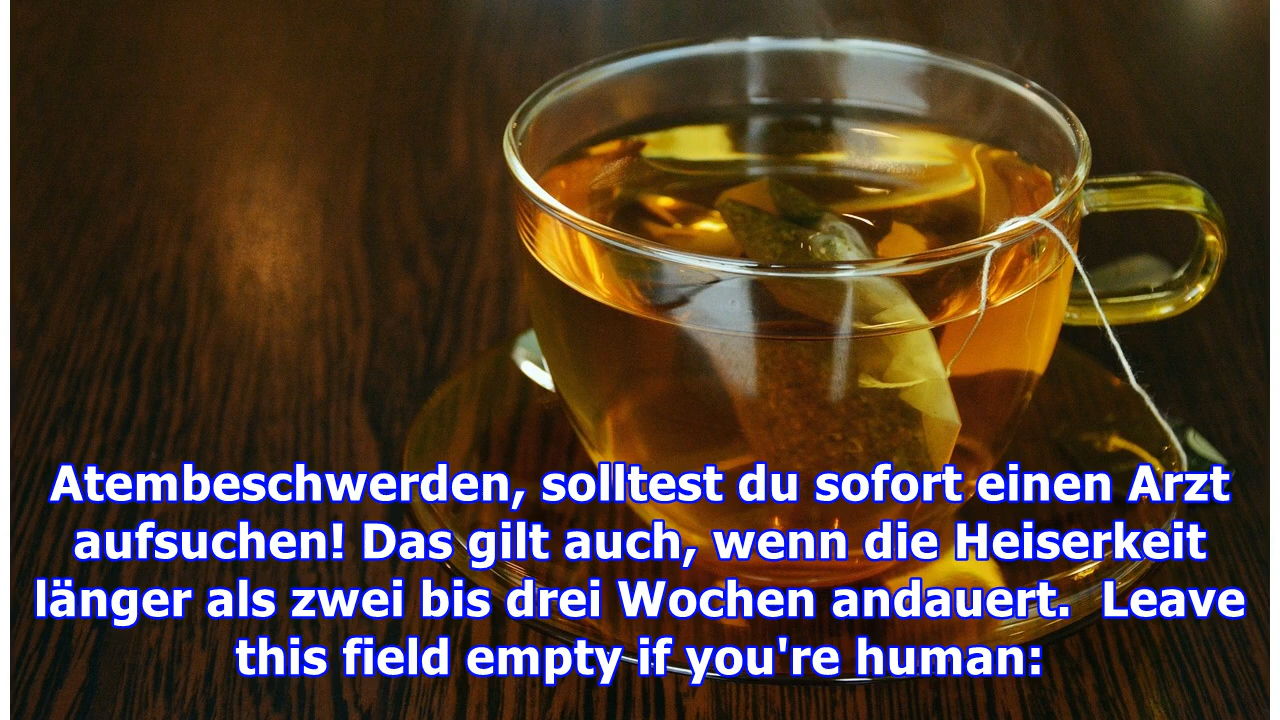 Atembeschwerden, solltest du sofort einen Arzt
aufsuchen! Das gilt auch, wenn die Heiserkeit
länger als zwei bis drei Wochen andauert.  Leave
this field empty if you're human: